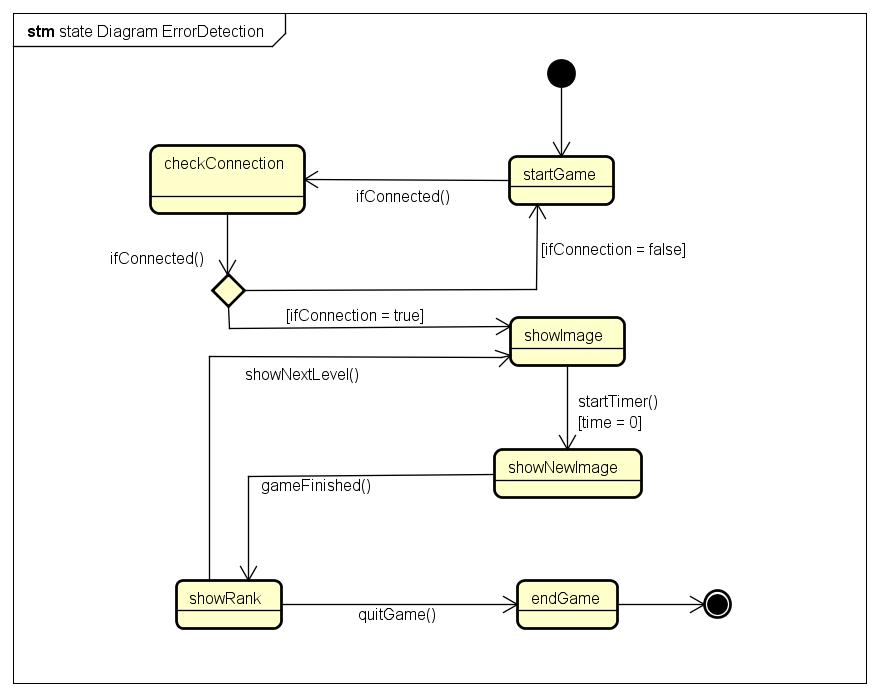 stm state Diagram ErrorDetection
checkConnection
startGame
ifConnected()
[ifConnection = false]
ifConnected()
[ifConnection = true]
showImage
showNextLevel()
startTimer()
[time = 0]
showNewImage
gameFinished()
showRank
endGame
quitGame()